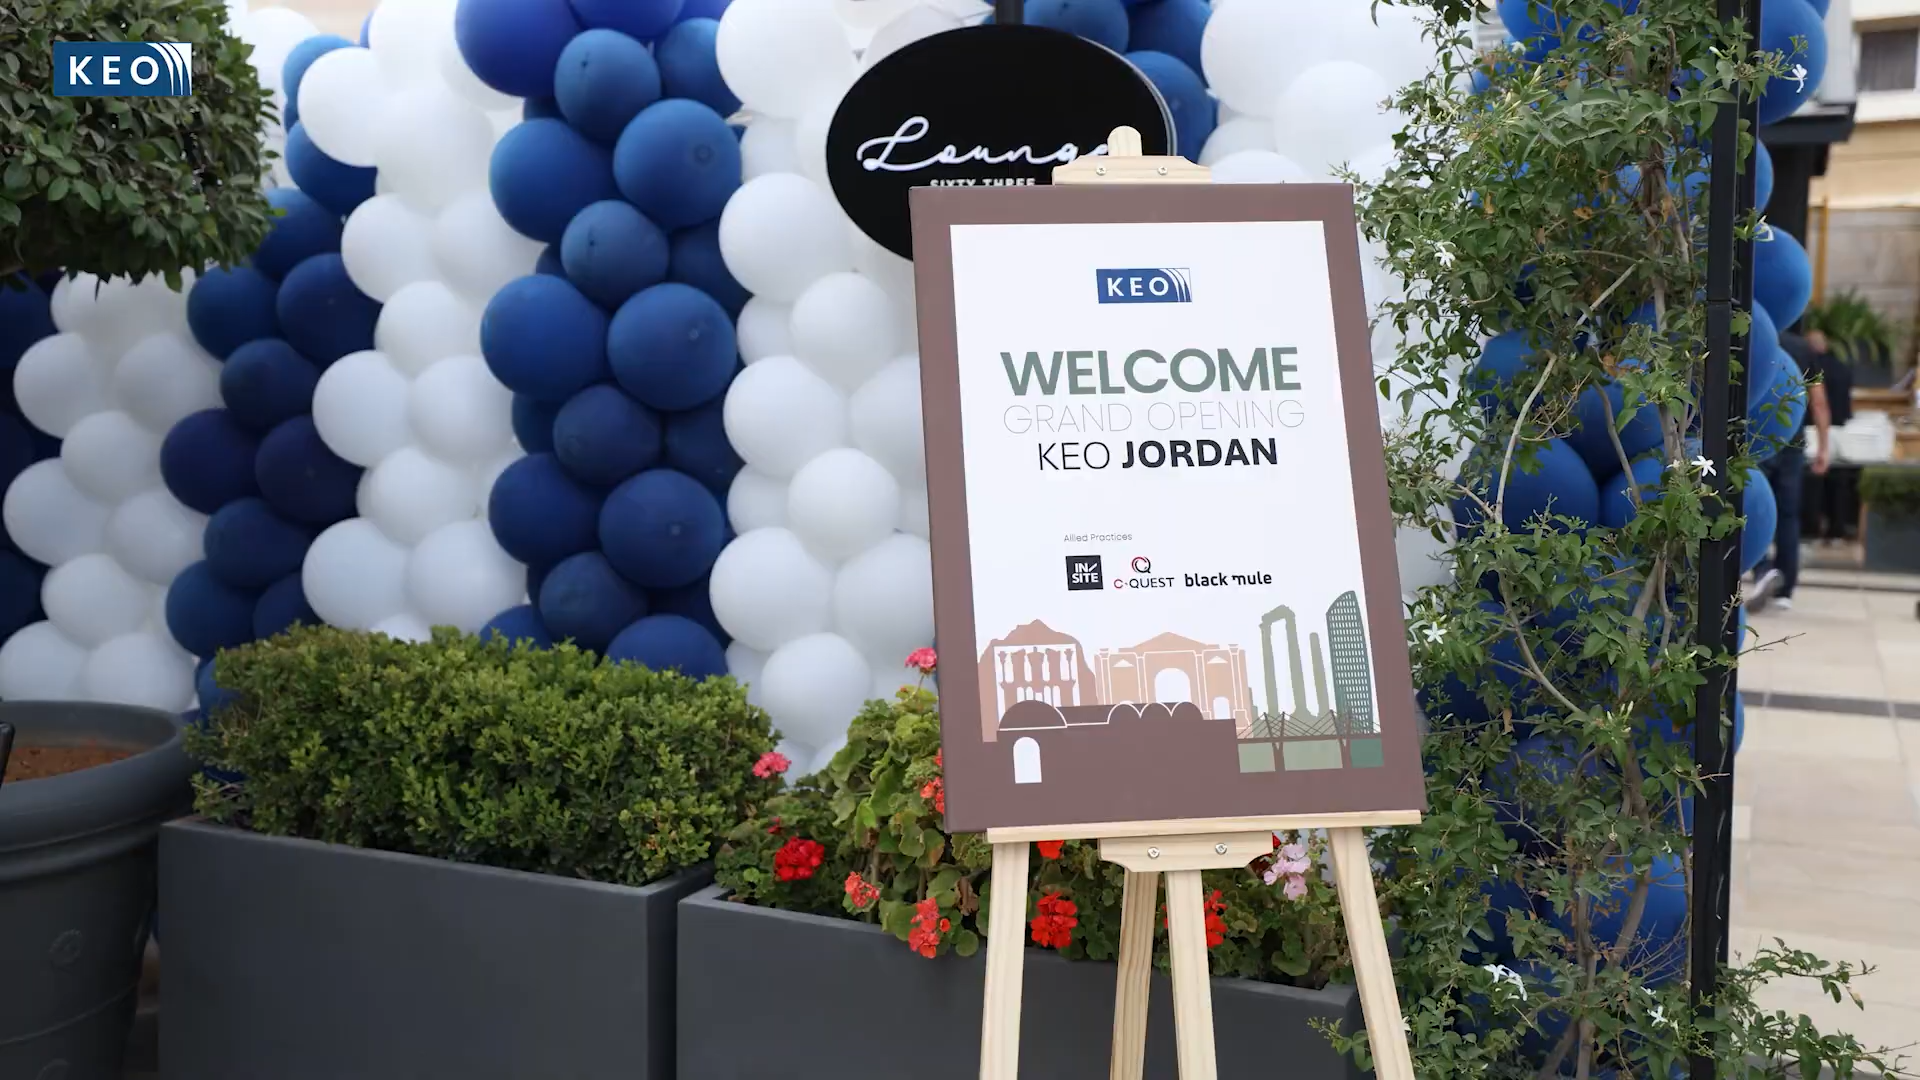 KEO
Lounge
SIXTY THREE
KEO
WELCOME
GRAND OPENING
KEO JORDAN
Allied Practices
IN/
SITE
C-QUEST
black mule